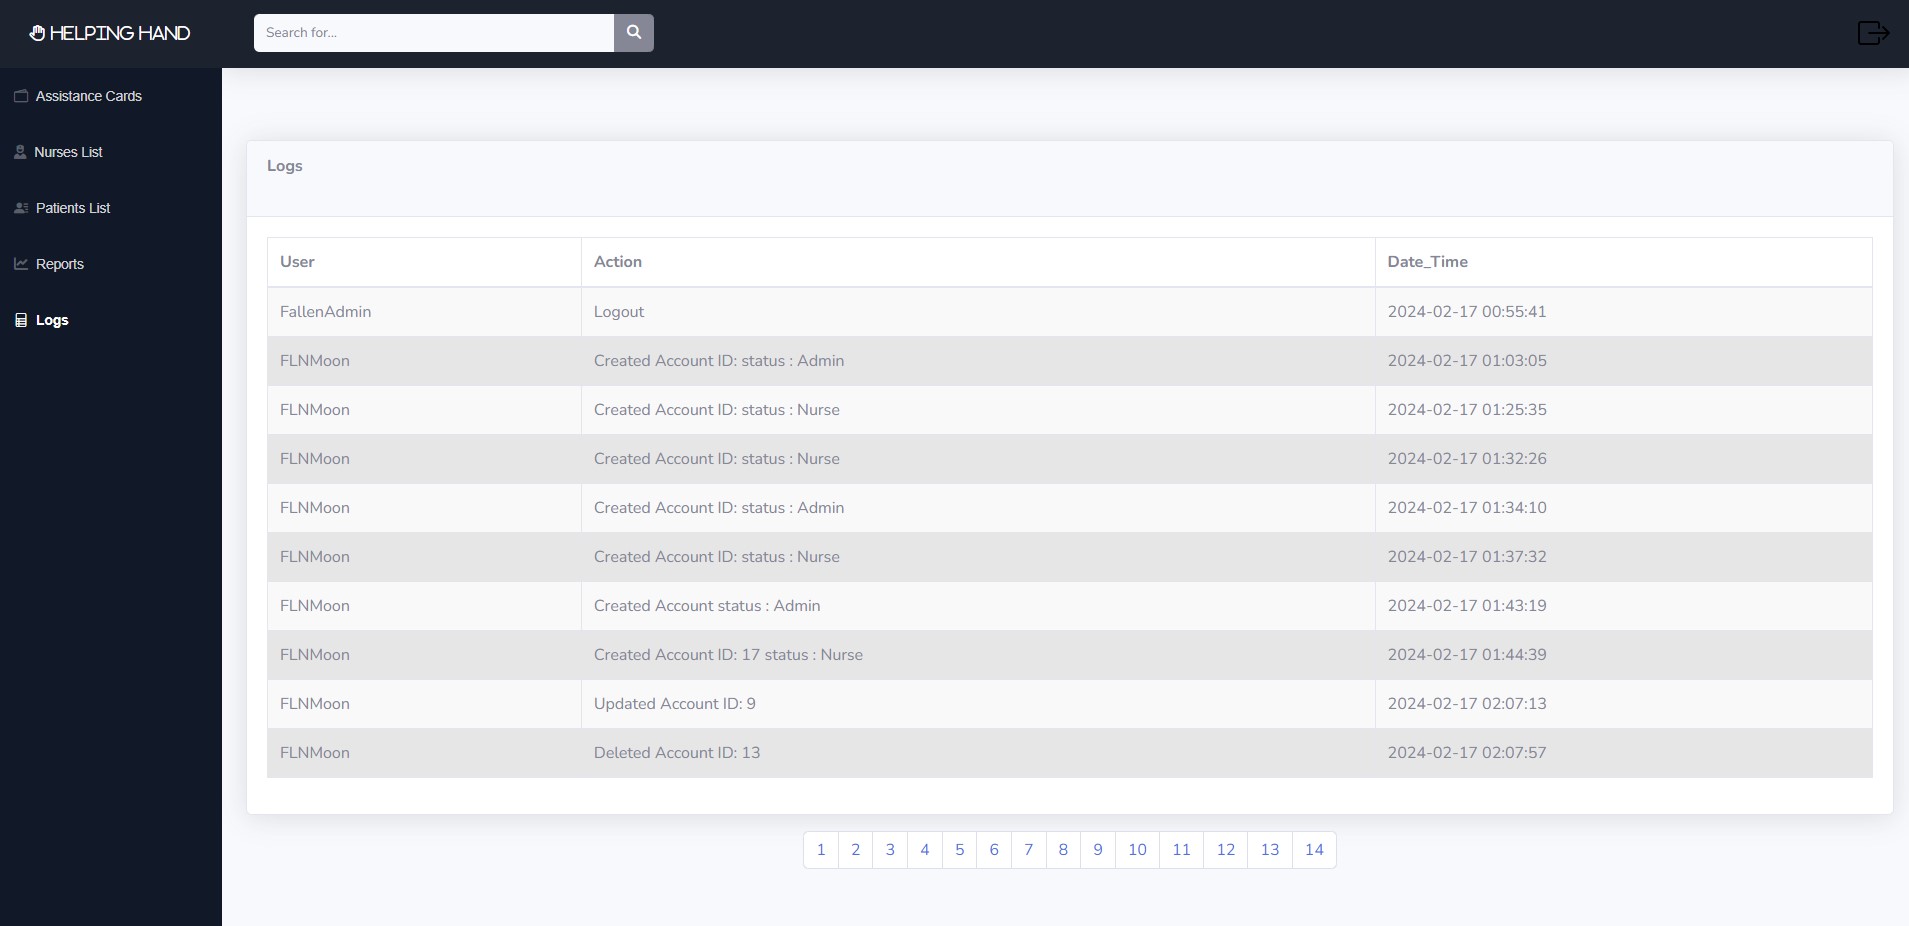 HELPING HAND
Search for...
Assistance Cards
Nurses List
Patients List
Reports
Logs
Logs
User Action Date_Time
FallenAdmin Logout 2024-02-17 00:55:41
FLNMoon Created Account ID: status : Admin 2024-02-17 01:03:05
FLNMoon Created Account ID: status : Nurse 2024-02-17 01:25:35
FLNMoon Created Account ID: status : Nurse 2024-02-17 01:32:26
FLNMoon Created Account ID: status : Admin 2024-02-17 01:34:10
FLNMoon Created Account ID: status : Nurse 2024-02-17 01:37:32
FLNMoon Created Account status : Admin 2024-02-17 01:43:19
FLNMoon Created Account ID: 17 status : Nurse 2024-02-17 01:44:39
FLNMoon Updated Account ID: 9 2024-02-17 02:07:13
FLNMoon Deleted Account ID: 13 2024-02-17 02:07:57
1 2 3 4 5 6 7 8 9 10 11 12 13 14